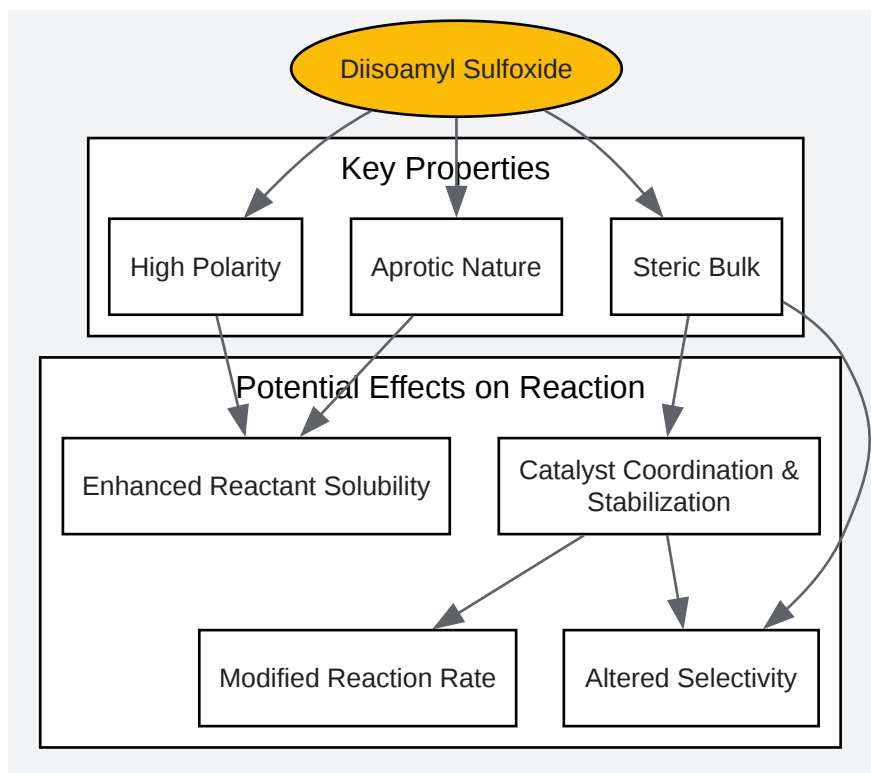 Diisoamyl Sulfoxide
Key Properties
High Polarity
Aprotic Nature
Steric Bulk
Potential Effects on Reaction
Enhanced Reactant Solubility
Catalyst Coordination &
Stabilization
Modified Reaction Rate
Altered Selectivity